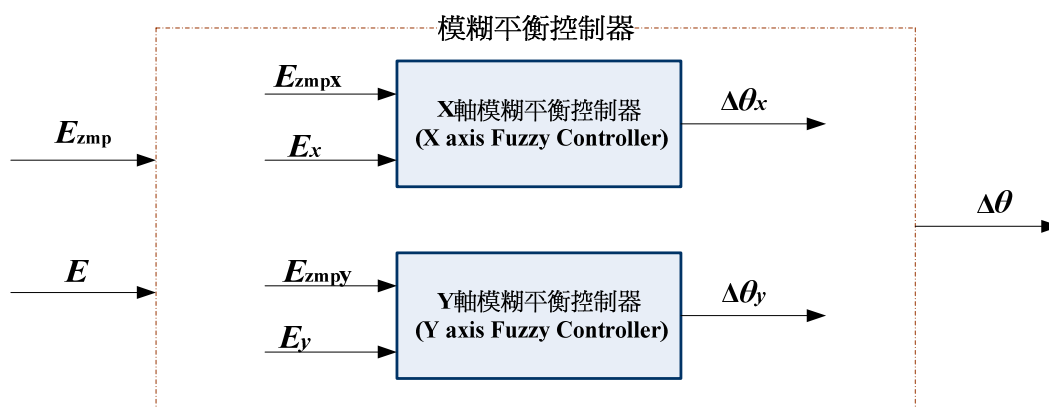 模糊平衡控制器
Ezmp
E
Ezmpx
Ex
X軸模糊平衡控制器
(X axis Fuzzy Controller)
Δθx
Ezmpy
Ey
Y軸模糊平衡控制器
(Y axis Fuzzy Controller)
Δθy
Δθ